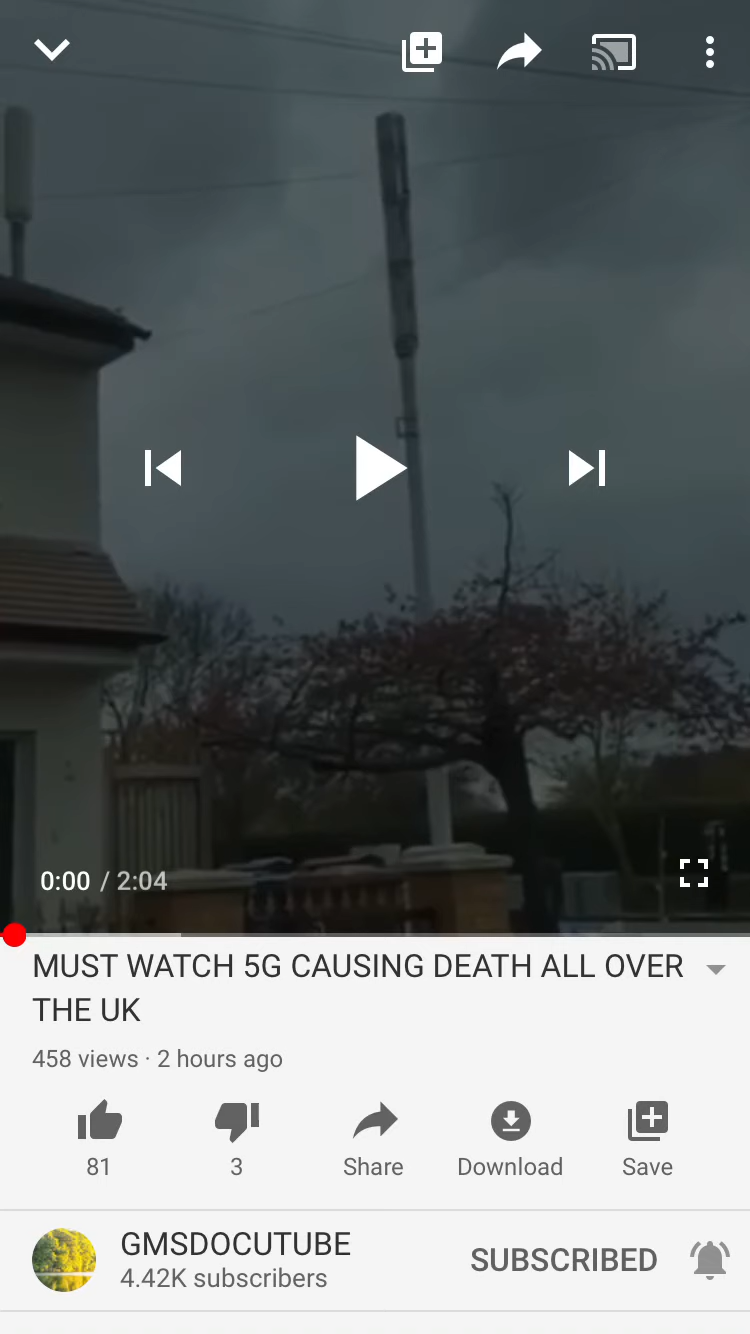 0:00 / 2:04
MUST WATCH 5G CAUSING DEATH ALL OVER
THE UK
458 views · 2 hours ago
81
3
Share
Download
Save
GMSDOCUTUBE
4.42K subscribers
SUBSCRIBED